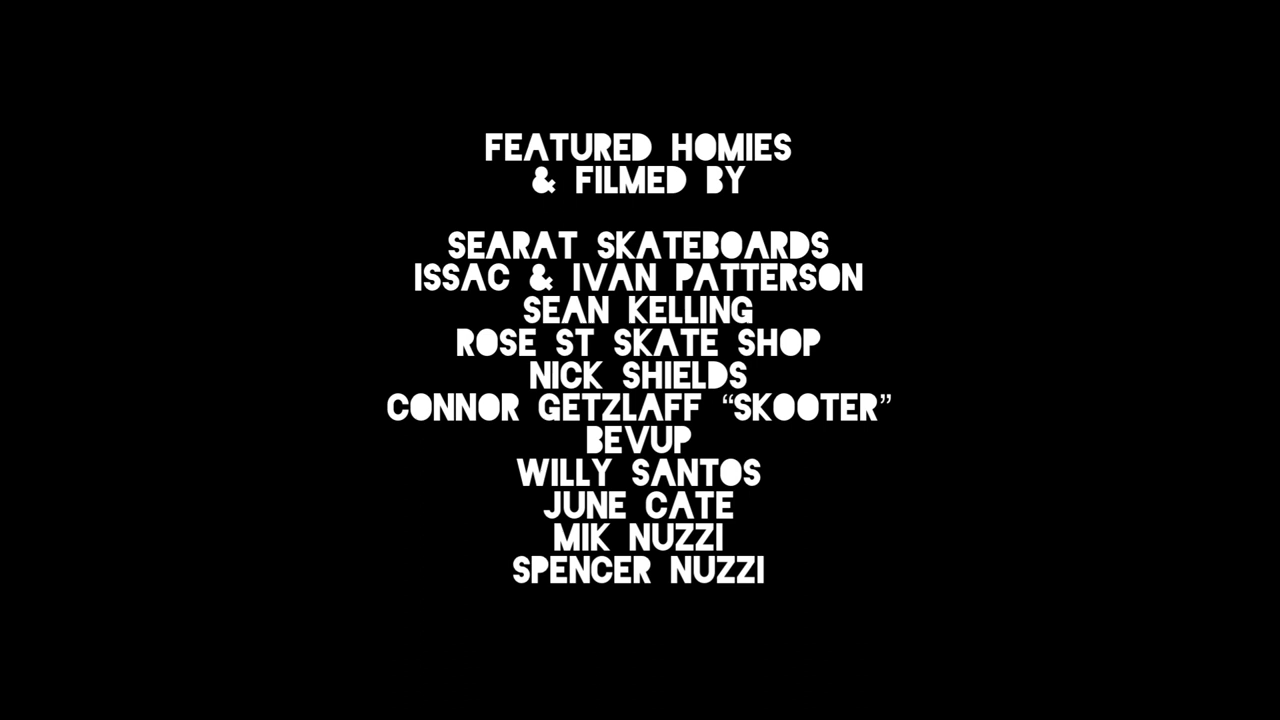 FEATURED HOMIES
& FILMED BY
SEARAT SKATEBOARDS
ISSAC & IVAN PATTERSON
SEAN KELLING
ROSE ST SKATE SHOP
NICK SHIELDS
CONNOR GETZLAFF “SKOOTER”
BEVUP
WILLY SANTOS
JUNE CATE
MIK NUZZI
SPENCER NUZZI